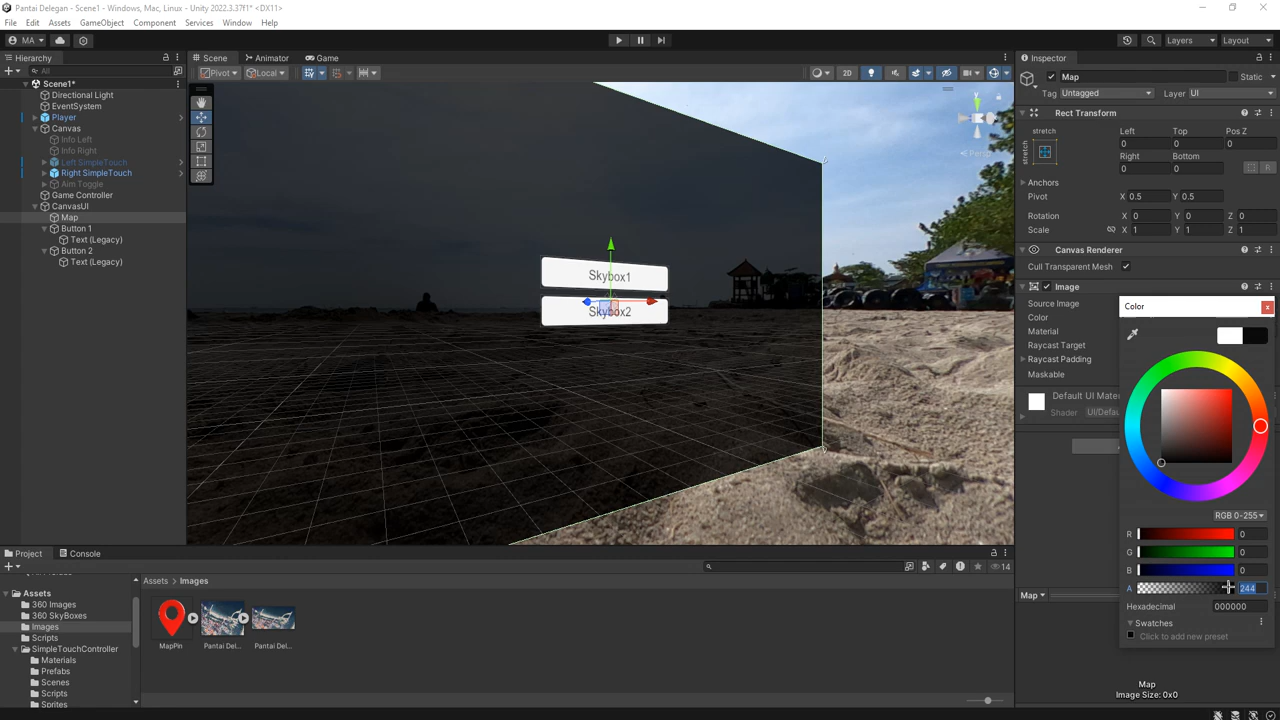 Pantai Delegan - Scene1 - Windows, Mac, Linux - Unity 2022.3.37f1* <DX11>
File Edit Assets GameObject Component Services Window Help
MA
Layers Layout
Hierarchy
All
Scene1*
Directional Light
EventSystem
Player
Canvas
Info Left
Info Right
Left SimpleTouch
Right SimpleTouch
Aim Toggle
Game Controller
CanvasUI
Map
Button 1
Text (Legacy)
Button 2
Text (Legacy)
Scene Animator Game
Pivot Local 2D
y
Persp
Skybox1
Skybox2
Inspector
Map Static
Tag Untagged Layer UI
Rect Transform
stretch Left Top Pos Z
stretch 0 0 0
Right Bottom
0 0 R
Anchors
Pivot X 0.5 Y 0.5
Rotation X 0 Y 0 Z 0
Scale X 1 Y 1 Z 1
Canvas Renderer
Cull Transparent Mesh
Image
Source Image
Color
Material
Raycast Target
Raycast Padding
Maskable
Default UI Mate
Shader UI/Defau
Color x
RGB 0-255
R 0
G 0
B 0
A 244
Hexadecimal 000000
Swatches
Click to add new preset
Map
Map
Image Size: 0x0
Project Console
14
Assets
360 Images
360 SkyBoxes
Images
Scripts
SimpleTouchController
Materials
Prefabs
Scenes
Scripts
Sprites
Assets > Images
MapPin Pantai Del... Pantai Del...